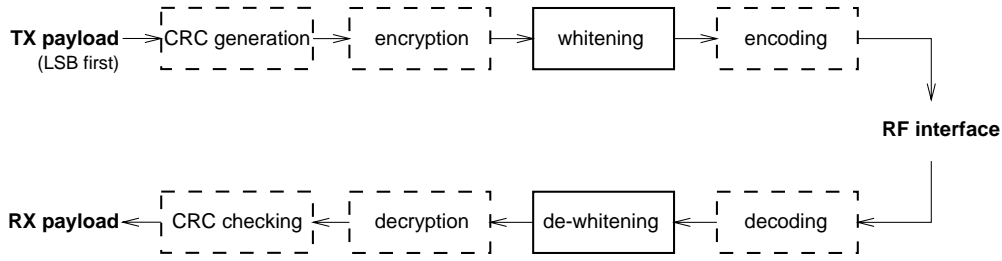 TX payload
(LSB first)
CRC generation
encryption
whitening
encoding
RF interface
RX payload
CRC checking
decryption
de-whitening
decoding